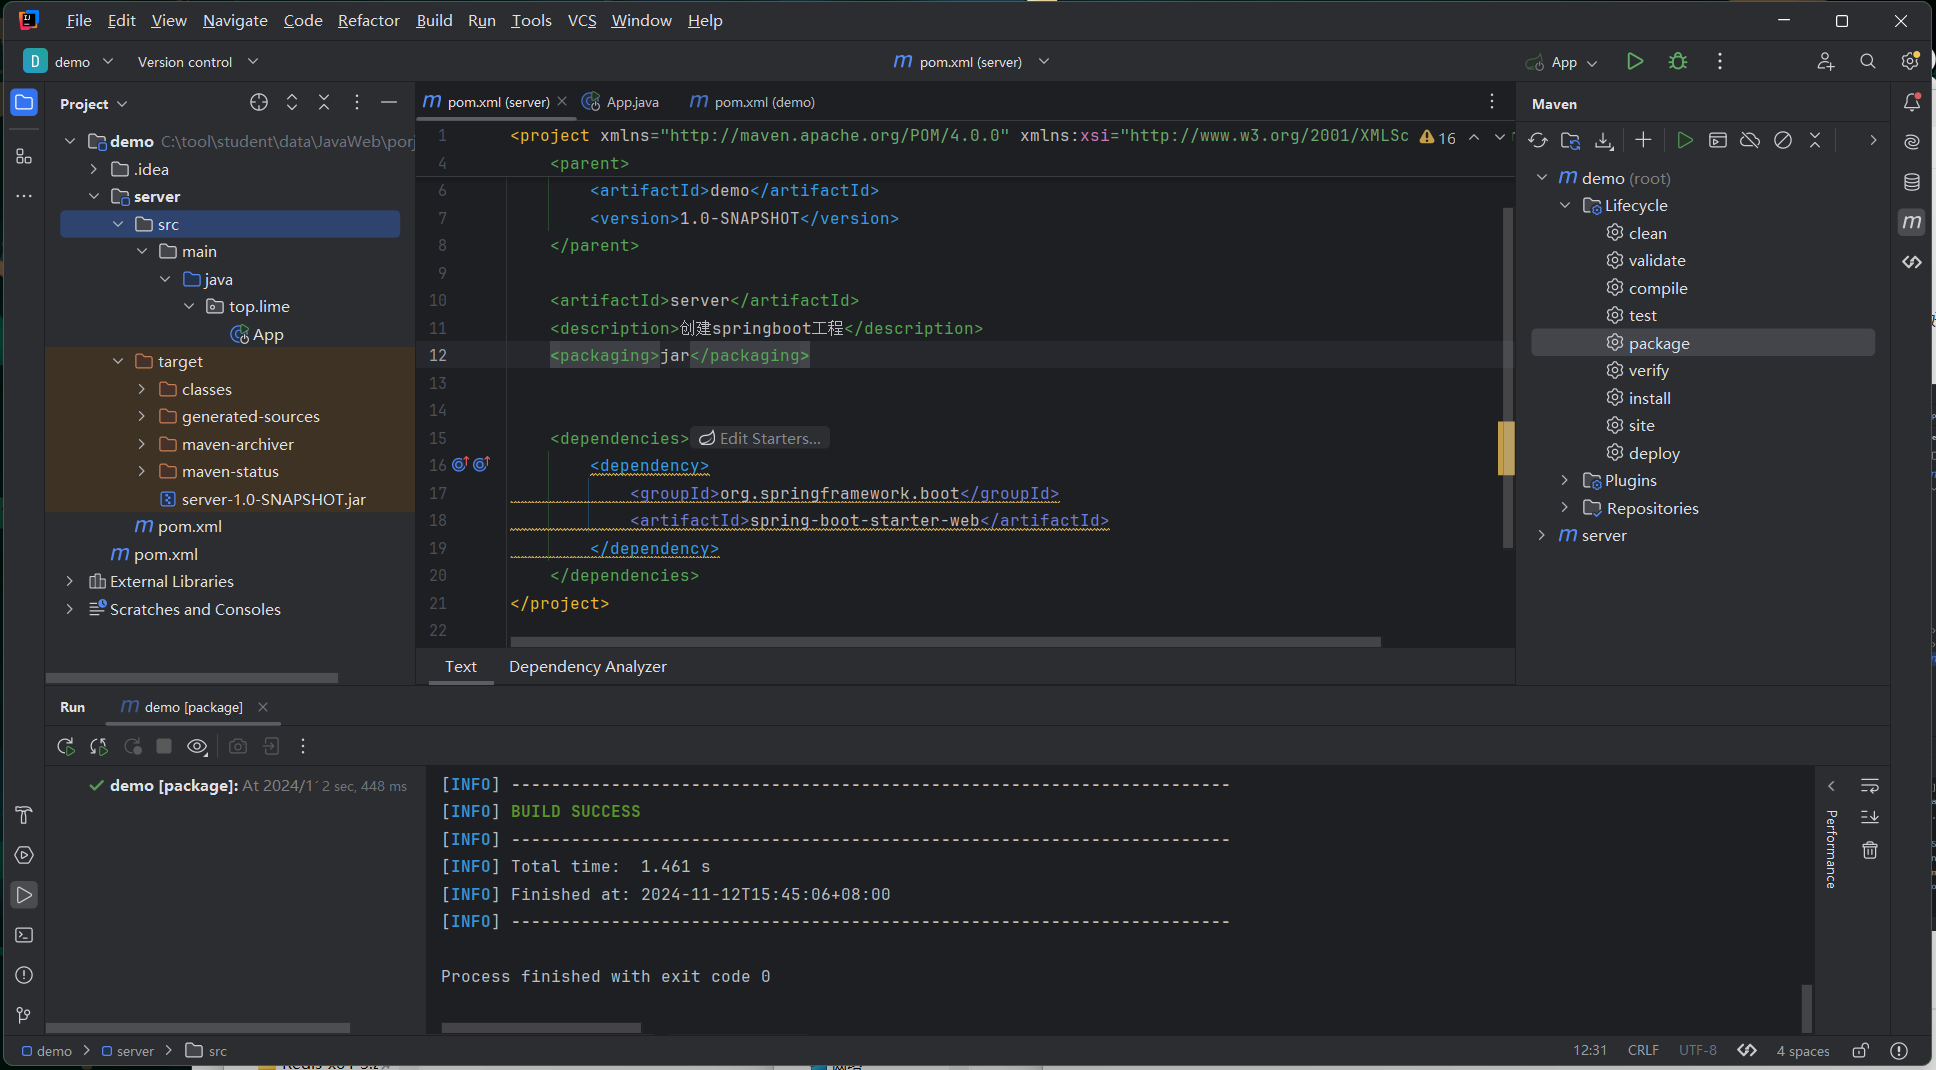 File Edit View Navigate Code Refactor Build Run Tools VCS Window Help
D demo Version control pom.xml (server) App
Project
pom.xml (server) App.java pom.xml (demo)
Maven
demo C:\tool\student\data\JavaWeb\porj
.idea
server
src
main
java
top.lime
App
target
classes
generated-sources
maven-archiver
maven-status
server-1.0-SNAPSHOT.jar
pom.xml
pom.xml
External Libraries
Scratches and Consoles
1 <project xmlns="http://maven.apache.org/POM/4.0.0" xmlns:xsi="http://www.w3.org/2001/XMLSc 16
4 <parent>
6 <artifactId>demo</artifactId>
7 <version>1.0-SNAPSHOT</version>
8 </parent>
9
10 <artifactId>server</artifactId>
11 <description>创建springboot工程</description>
12 <packaging>jar</packaging>
13
14
15 <dependencies> Edit Starters...
16 <dependency>
17 <groupId>org.springframework.boot</groupId>
18 <artifactId>spring-boot-starter-web</artifactId>
19 </dependency>
20 </dependencies>
21 </project>
22
Text Dependency Analyzer
demo (root)
Lifecycle
clean
validate
compile
test
package
verify
install
site
deploy
Plugins
Repositories
server
Run demo [package]
demo [package]: At 2024/1 2 sec, 448 ms
[INFO] ------------------------------------------------------------------------
[INFO] BUILD SUCCESS
[INFO] ------------------------------------------------------------------------
[INFO] Total time:  1.461 s
[INFO] Finished at: 2024-11-12T15:45:06+08:00
[INFO] ------------------------------------------------------------------------
Process finished with exit code 0
Performance
demo server src 12:31 CRLF UTF-8 4 spaces